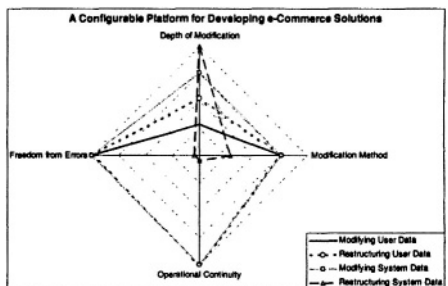 A Configurable Platform for Developing e-Commerce Solutions
Depth of Modification
Freedom from Errors
Modification Method
Operational Continuity
Modifying User Data
Restructuring User Data
Modifying System Data
Restructuring System Data